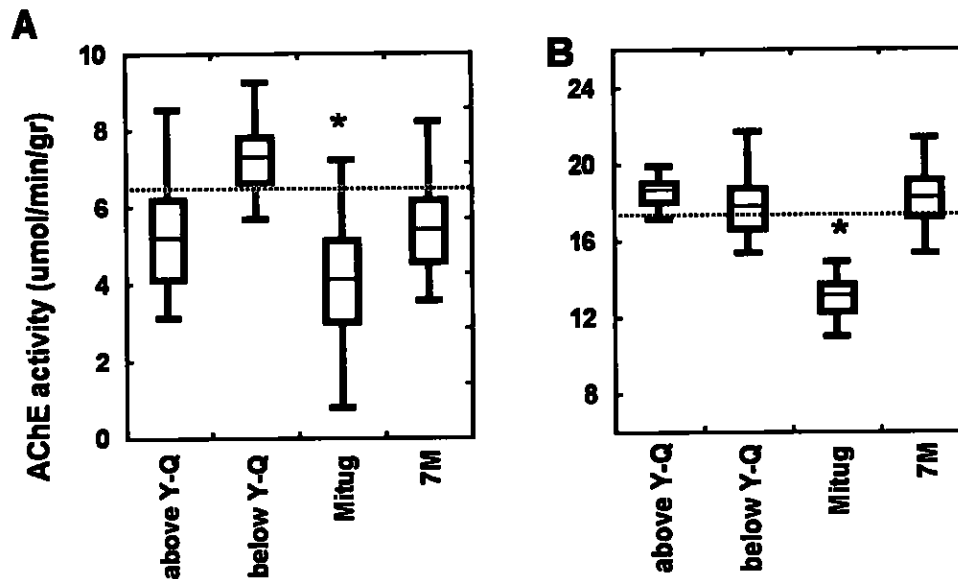 A
AChE activity (umol/min/gr)
10
8
6
4
2
0
*
above Y-Q
below Y-Q
Mitug
7M
B
24
20
16
12
8
*
above Y-Q
below Y-Q
Mitug
7M